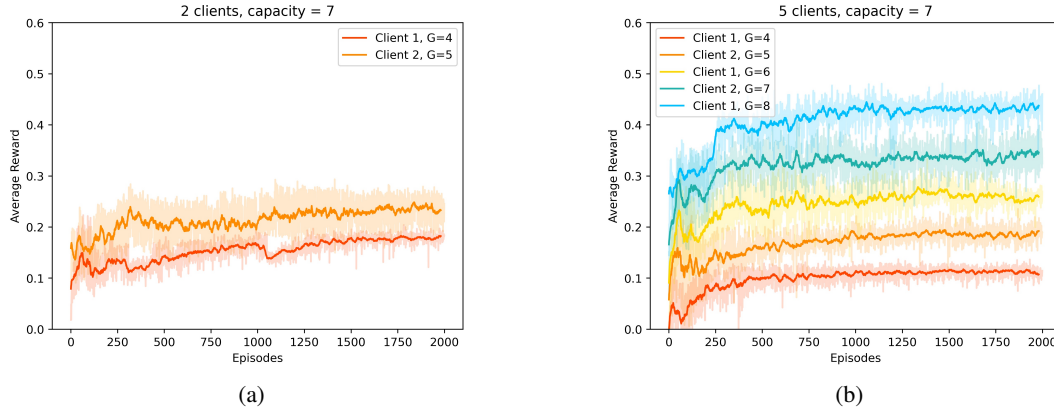 2 clients, capacity = 7
0.6
0.5
0.4
0.3
0.2
0.1
0.0
Average Reward
Client 1, G=4
Client 2, G=5
0 250 500 750 1000 1250 1500 1750 2000
Episodes
(a)
5 clients, capacity = 7
0.6
0.5
0.4
0.3
0.2
0.1
0.0
Average Reward
Client 1, G=4
Client 2, G=5
Client 1, G=6
Client 2, G=7
Client 1, G=8
0 250 500 750 1000 1250 1500 1750 2000
Episodes
(b)